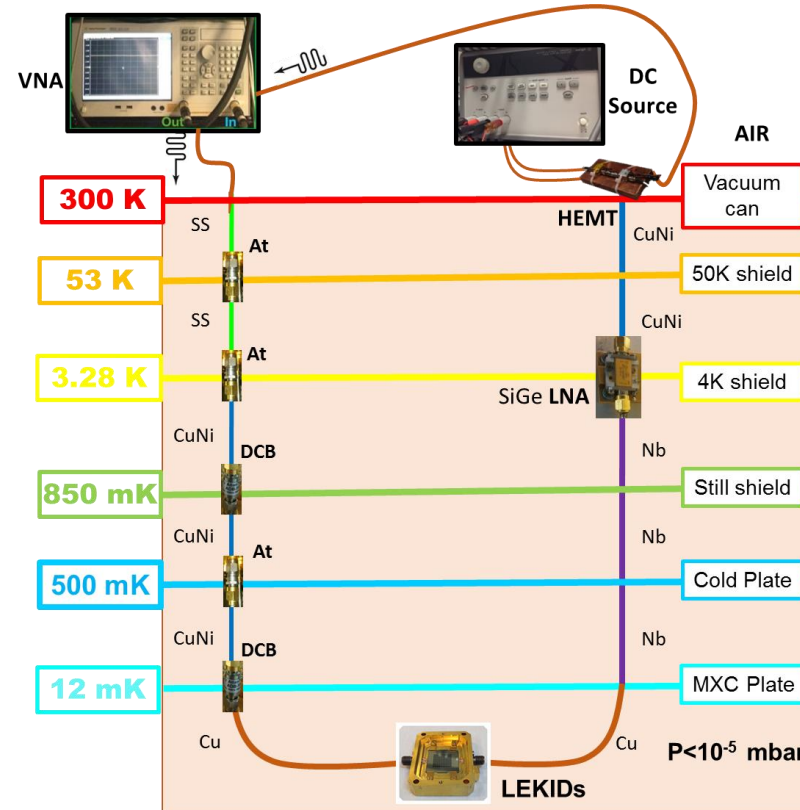 VNA
Out
In
DC
Source
AIR
300 K
SS
At
HEMT
CuNi
Vacuum
can
53 K
50K shield
SS
At
CuNi
3.28 K
SiGe LNA
4K shield
CuNi
DCB
Nb
850 mK
Still shield
CuNi
At
Nb
500 mK
Cold Plate
CuNi
DCB
Nb
12 mK
MXC Plate
Cu
Cu
P<10⁻⁵ mbar
LEKIDs